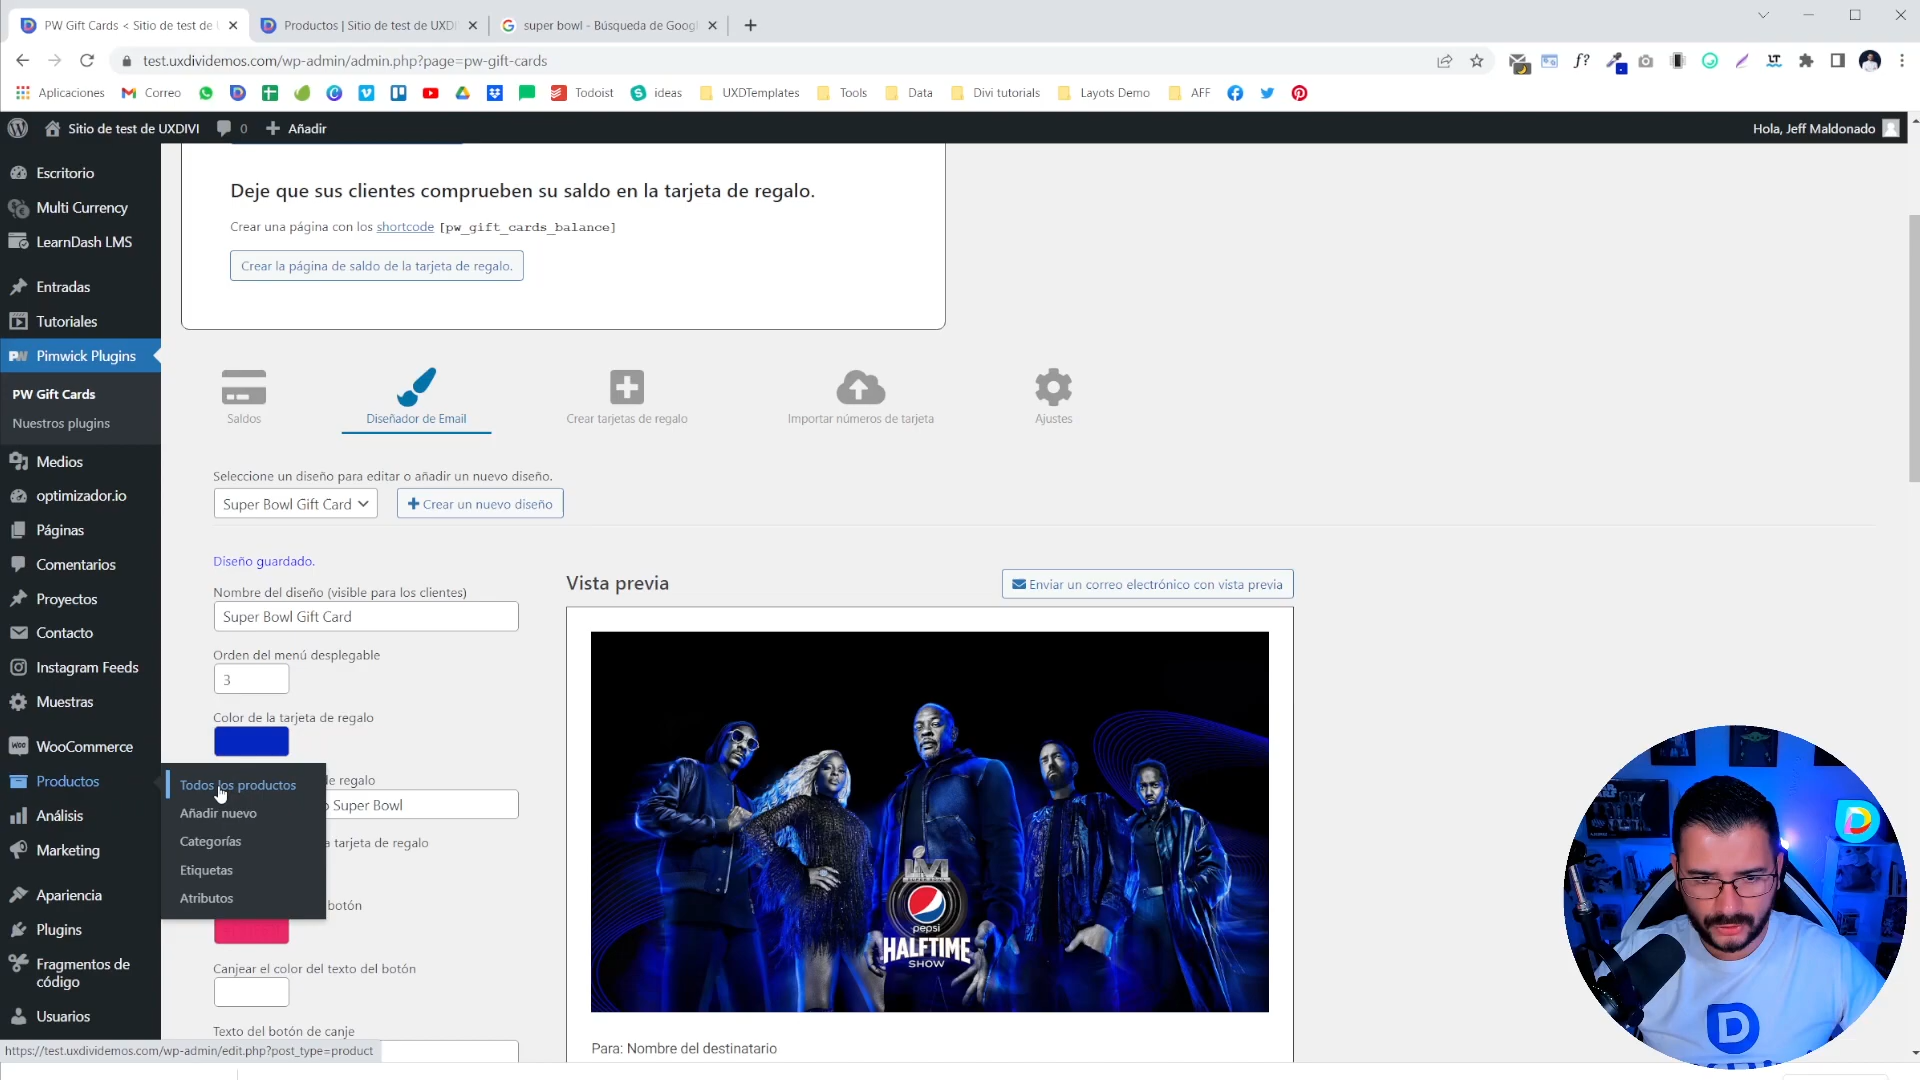 PW Gift Cards < Sitio de test de
Productos | Sitio de test de UXDI
super bowl - Búsqueda de Googl
test.uxdividemos.com/wp-admin/admin.php?page=pw-gift-cards
Aplicaciones
Correo
Todoist
ideas
UXDTemplates
Tools
Data
Divi tutorials
Layots Demo
AFF
Sitio de test de UXDIVI
0
Añadir
Hola, Jeff Maldonado
Escritorio
Multi Currency
LearnDash LMS
Entradas
Tutoriales
Pimwick Plugins
PW Gift Cards
Nuestros plugins
Medios
optimizador.io
Páginas
Comentarios
Proyectos
Contacto
Instagram Feeds
Muestras
WooCommerce
Productos
Análisis
Marketing
Apariencia
Plugins
Fragmentos de
código
Usuarios
Todos los productos
Añadir nuevo
Categorías
Etiquetas
Atributos
https://test.uxdividemos.com/wp-admin/edit.php?post_type=product
Deje que sus clientes comprueben su saldo en la tarjeta de regalo.
Crear una página con los shortcode [pw_gift_cards_balance]
Crear la página de saldo de la tarjeta de regalo.
Saldos
Diseñador de Email
Crear tarjetas de regalo
Importar números de tarjeta
Ajustes
Seleccione un diseño para editar o añadir un nuevo diseño.
Super Bowl Gift Card
Crear un nuevo diseño
Diseño guardado.
Nombre del diseño (visible para los clientes)
Super Bowl Gift Card
Orden del menú desplegable
3
Color de la tarjeta de regalo
de regalo
Super Bowl
a tarjeta de regalo
botón
Canjear el color del texto del botón
Texto del botón de canje
Vista previa
Enviar un correo electrónico con vista previa
LVI
pepsi
HALFTIME
SHOW
Para: Nombre del destinatario